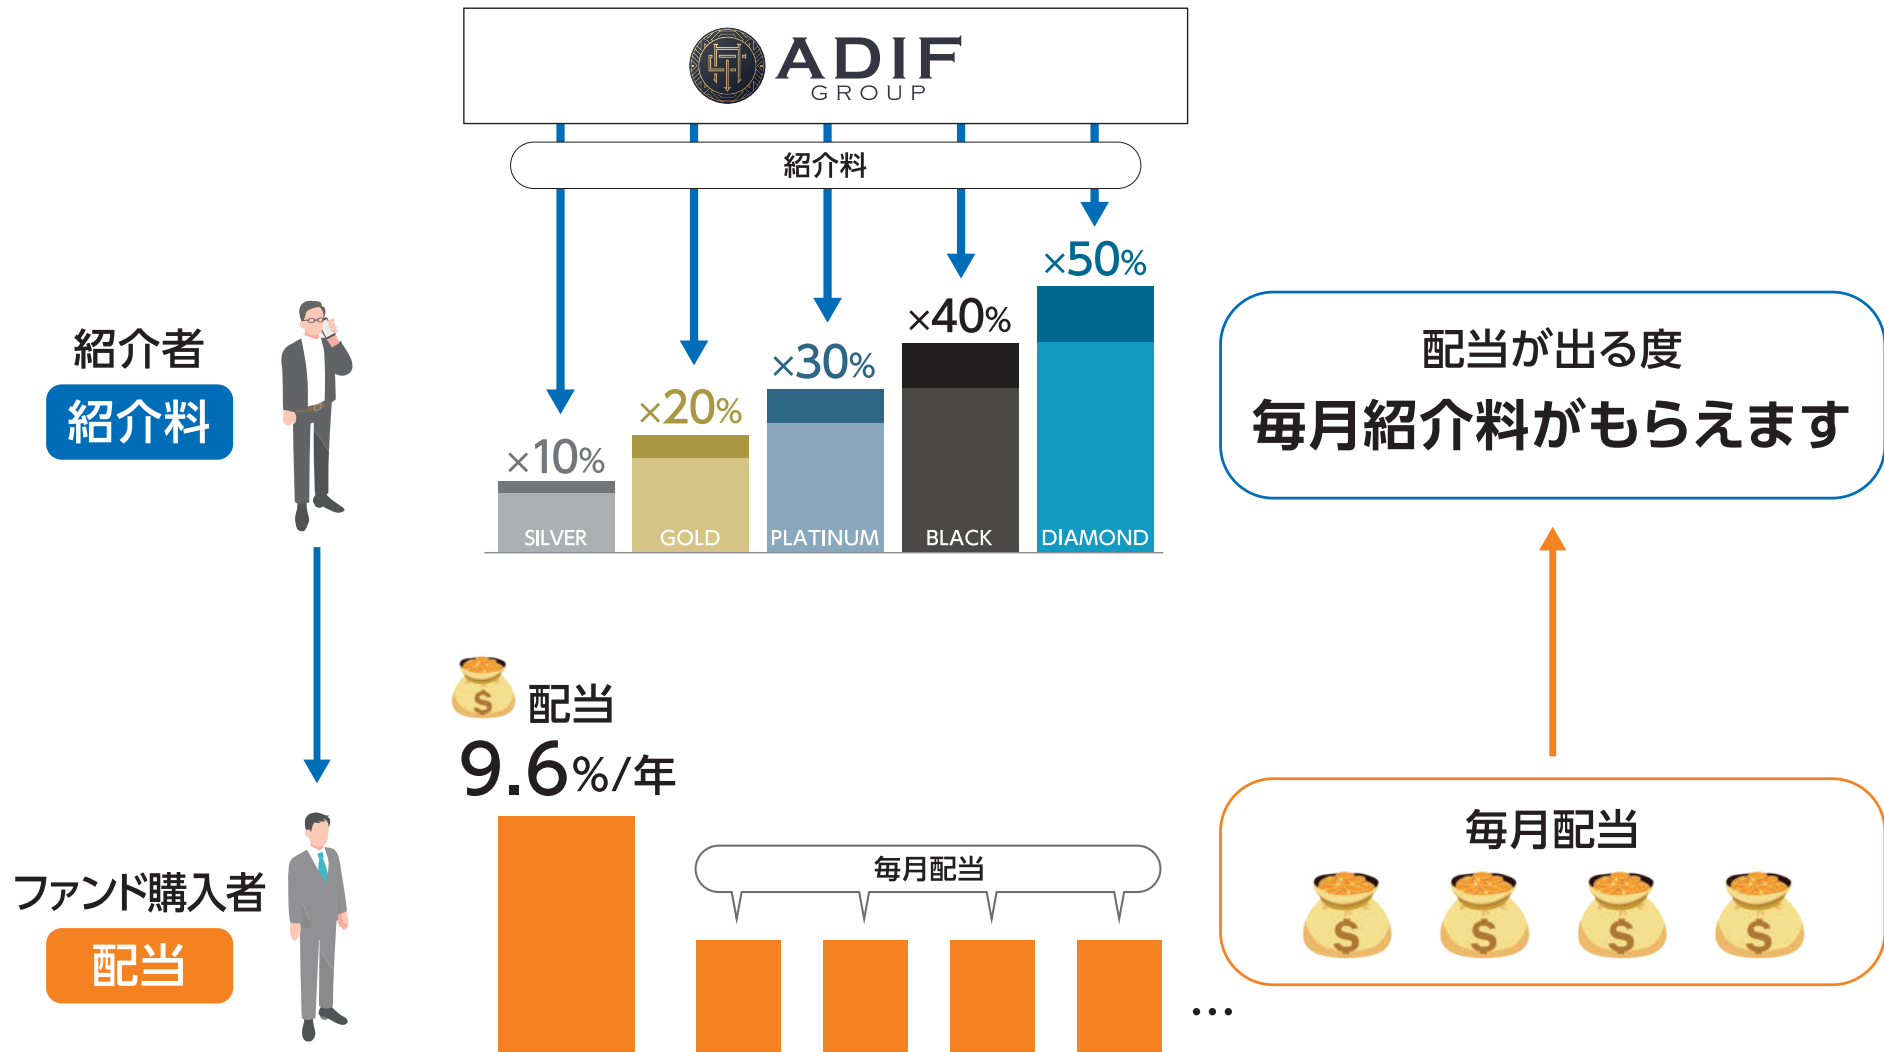 ADIF
GROUP
紹介料
×10%
×20%
×30%
×40%
×50%
SILVER
GOLD
PLATINUM
BLACK
DIAMOND
紹介者
紹介料
配当が出る度
毎月紹介料がもらえます
配当
9.6%/年
毎月配当
...
ファンド購入者
配当
毎月配当
$
$
$
$
$